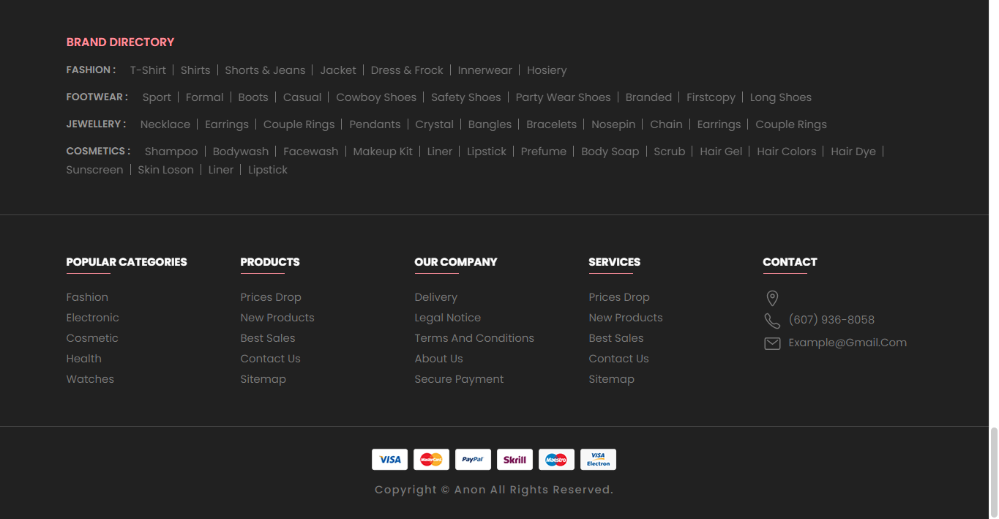 BRAND DIRECTORY
FASHION : T-Shirt | Shirts | Shorts & Jeans | Jacket | Dress & Frock | Innerwear | Hosiery
FOOTWEAR : Sport | Formal | Boots | Casual | Cowboy Shoes | Safety Shoes | Party Wear Shoes | Branded | Firstcopy | Long Shoes
JEWELLERY : Necklace | Earrings | Couple Rings | Pendants | Crystal | Bangles | Bracelets | Nosepin | Chain | Earrings | Couple Rings
COSMETICS : Shampoo | Bodywash | Facewash | Makeup Kit | Liner | Lipstick | Prefume | Body Soap | Scrub | Hair Gel | Hair Colors | Hair Dye |
Sunscreen | Skin Loson | Liner | Lipstick
POPULAR CATEGORIES
Fashion
Electronic
Cosmetic
Health
Watches
PRODUCTS
Prices Drop
New Products
Best Sales
Contact Us
Sitemap
OUR COMPANY
Delivery
Legal Notice
Terms And Conditions
About Us
Secure Payment
SERVICES
Prices Drop
New Products
Best Sales
Contact Us
Sitemap
CONTACT
(607) 936-8058
Example@Gmail.Com
VISA MasterCard PayPal Skrill Maestro VISA Electron
Copyright © Anon All Rights Reserved.